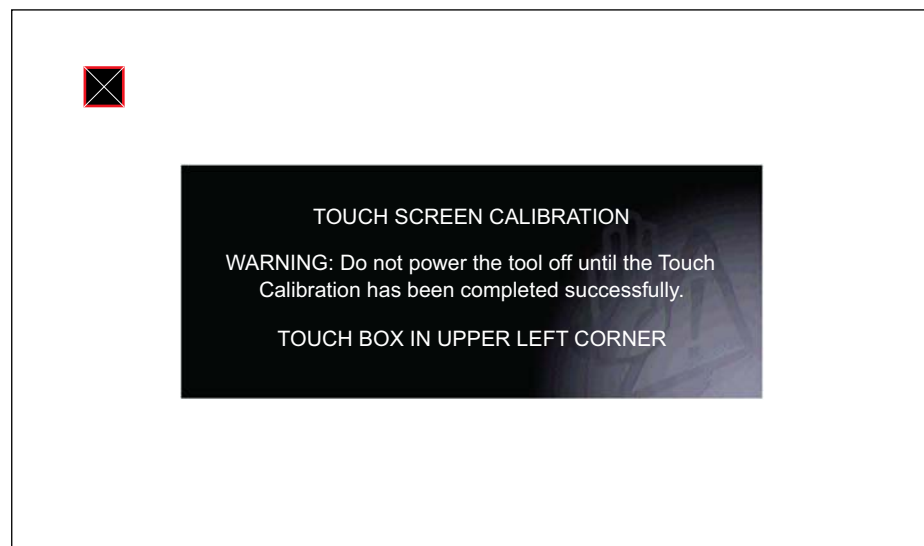 TOUCH SCREEN CALIBRATION
WARNING: Do not power the tool off until the Touch
Calibration has been completed successfully.
TOUCH BOX IN UPPER LEFT CORNER